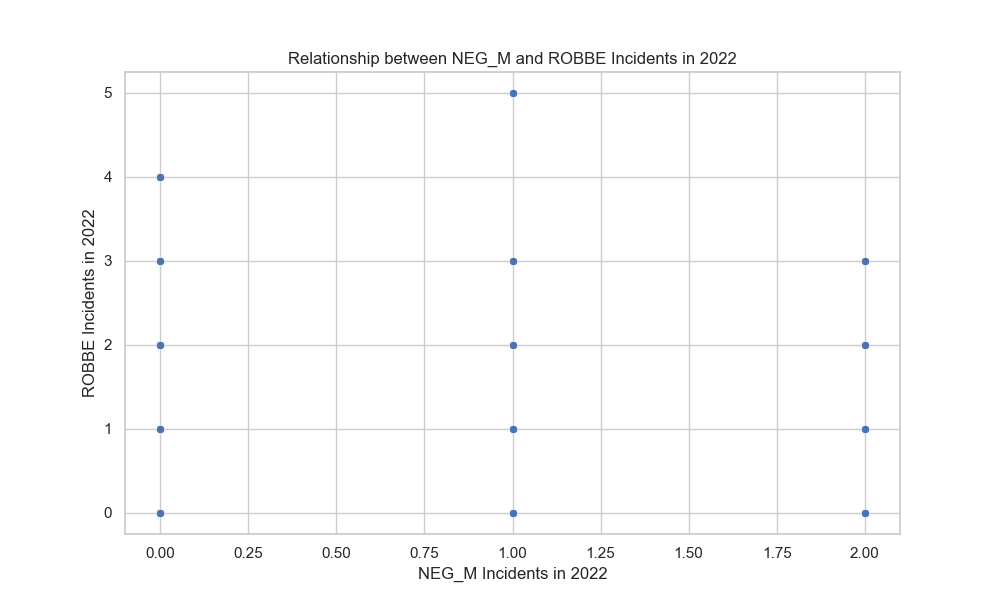 Relationship between NEG_M and ROBBE Incidents in 2022
5
4
3
2
1
0
ROBBE Incidents in 2022
0.00 0.25 0.50 0.75 1.00 1.25 1.50 1.75 2.00
NEG_M Incidents in 2022